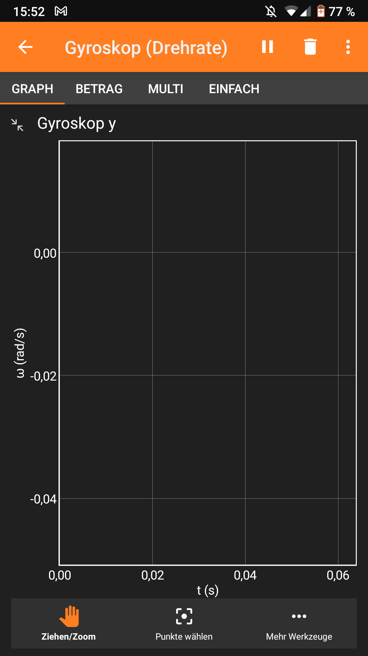 15:52 77 %
Gyroskop (Drehrate)
GRAPH BETRAG MULTI EINFACH
Gyroskop y
0,00
ω (rad/s)
-0,02
-0,04
0,00 0,02 0,04 0,06
t (s)
Ziehen/Zoom Punkte wählen Mehr Werkzeuge